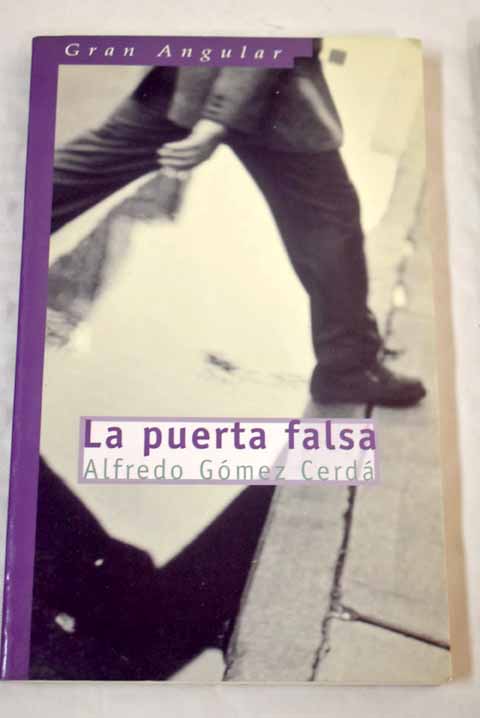 Gran Angular
La puerta falsa
Alfredo Gómez Cerdá